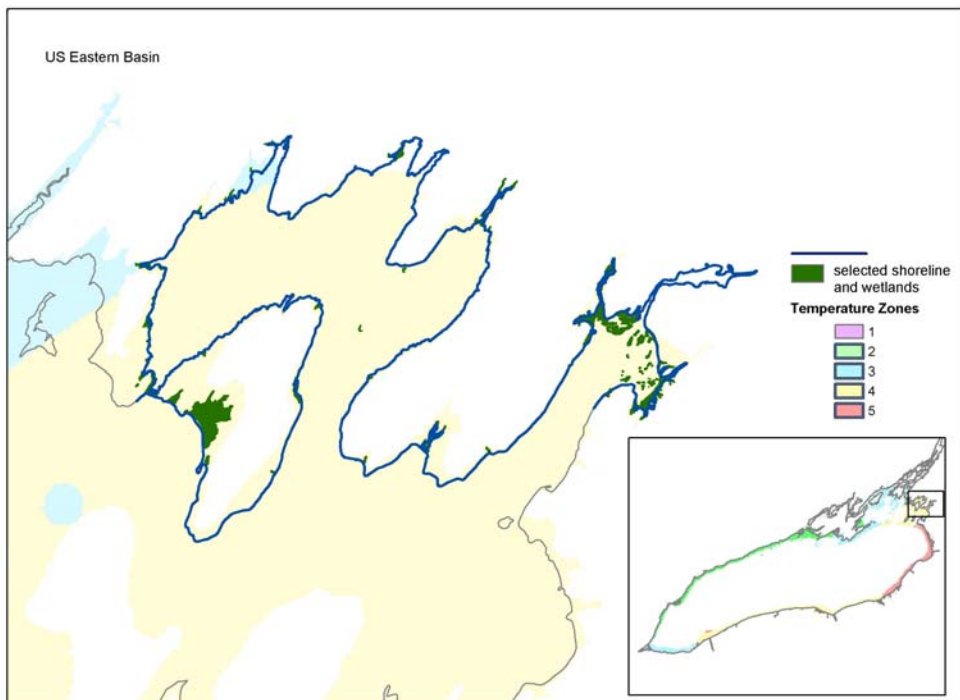 US Eastern Basin
selected shoreline
and wetlands
Temperature Zones
1
2
3
4
5